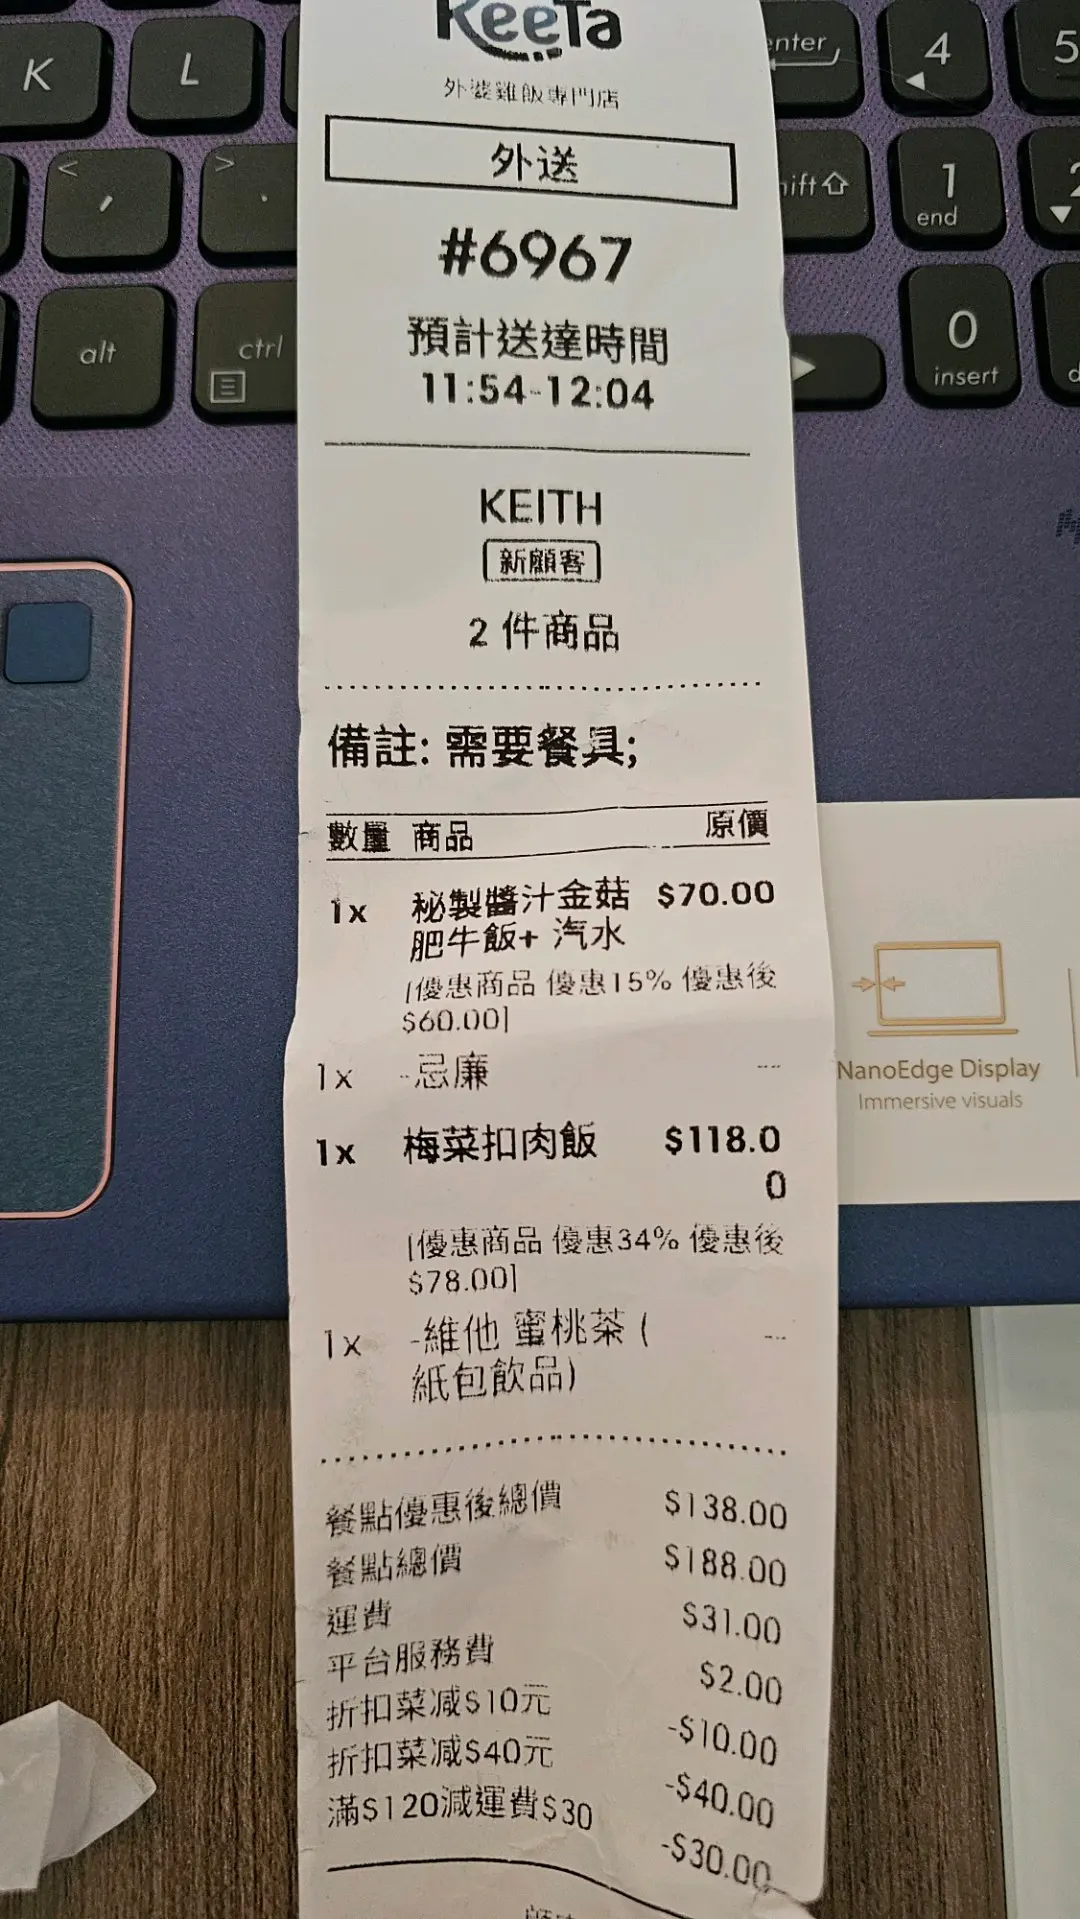 KeeTa
外婆雞飯專門店
外送
#6967
預計送達時間
11:54-12:04
KEITH
新顧客
2 件商品
備註: 需要餐具;
數量 商品 原價
1x 秘製醬汁金菇 $70.00
肥牛飯+ 汽水
[優惠商品 優惠15% 優惠後
$60.00]
1x -忌廉 ---
1x 梅菜扣肉飯 $118.0
0
[優惠商品 優惠34% 優惠後
$78.00]
1x -維他 蜜桃茶 ( ---
紙包飲品)
餐點優惠後總價 $138.00
餐點總價 $188.00
運費 $31.00
平台服務費 $2.00
折扣菜减$10元 -$10.00
折扣菜减$40元 -$40.00
滿$120減運費$30 -$30.00
K
L
enter
4
5
<
,
>
.
shift
1
end
2
alt
ctrl
0
insert
NanoEdge Display
Immersive visuals